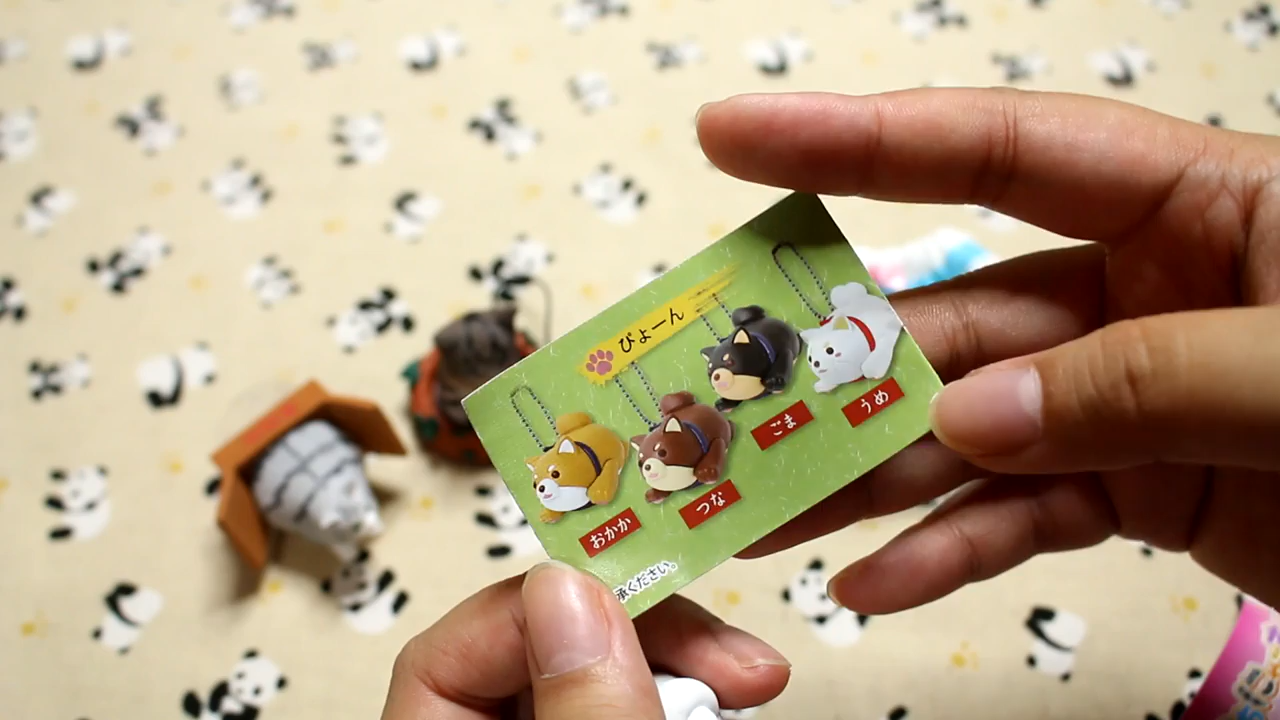 ぴょーん
おかか
つな
ごま
うめ
承ください。